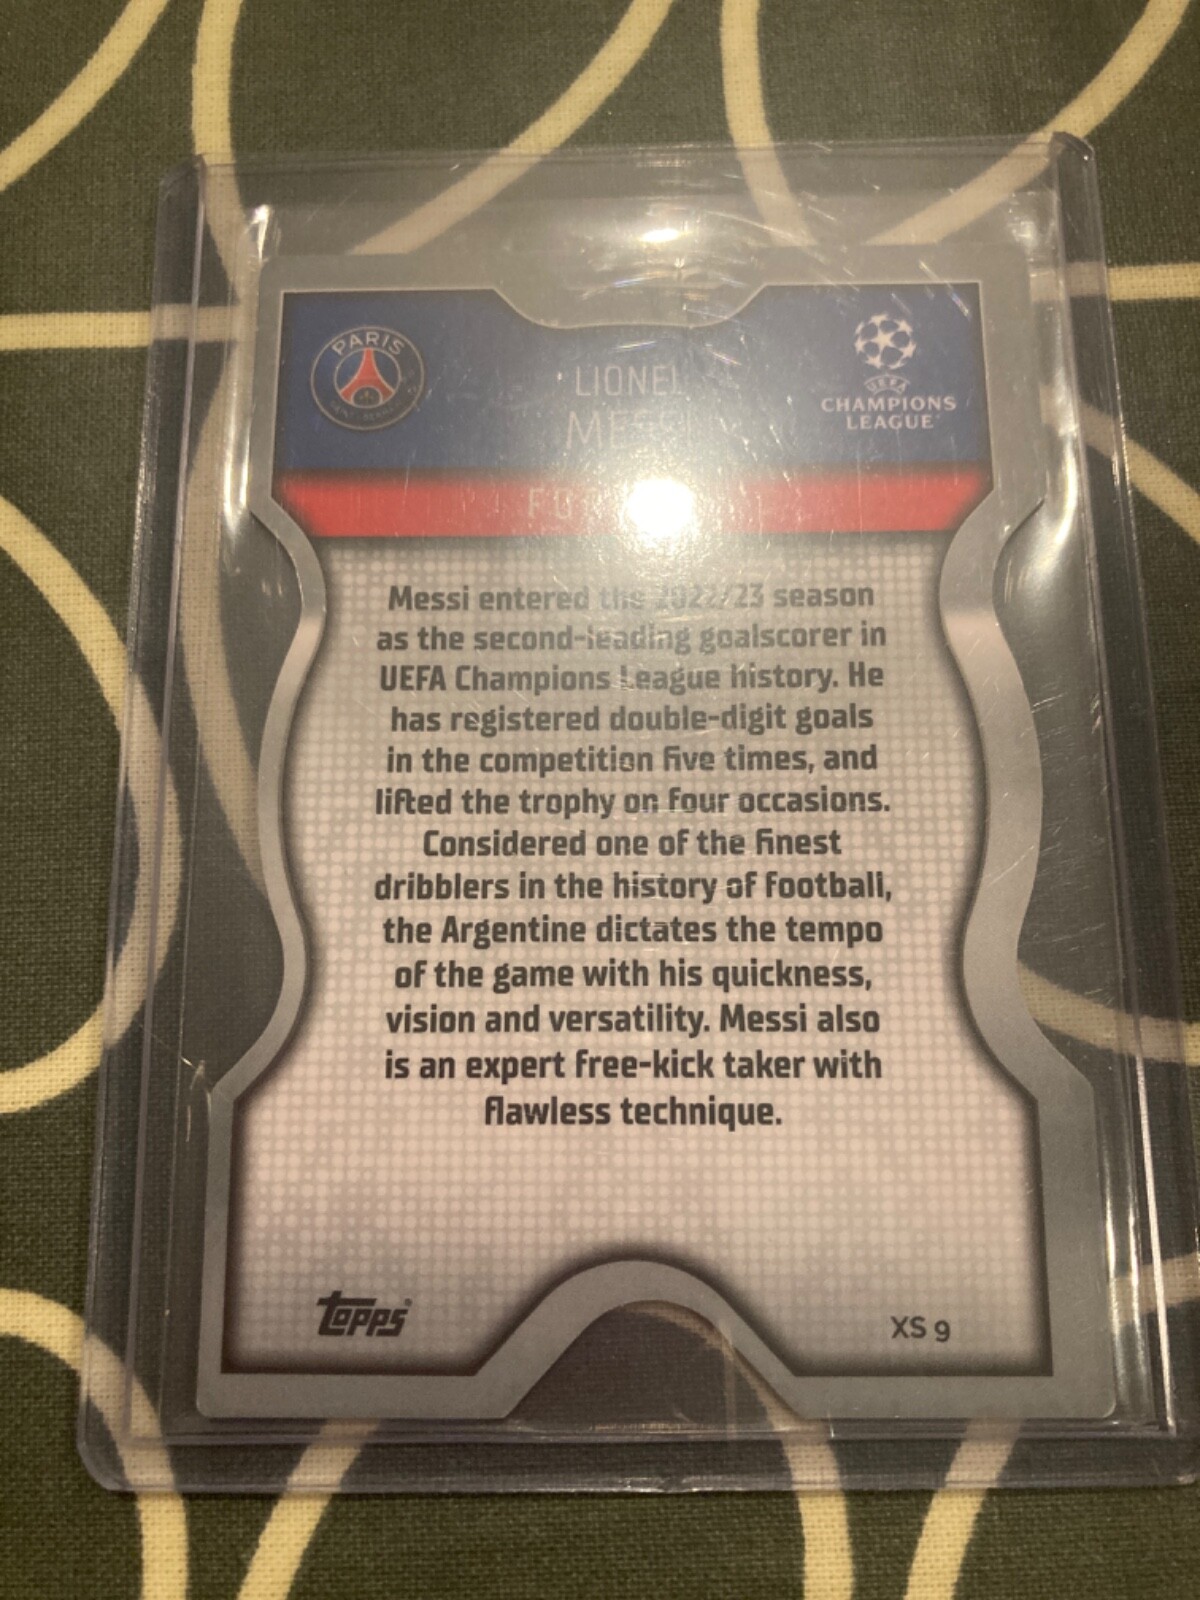 PARIS
LIONEL
MESSI
UEFA
CHAMPIONS
LEAGUE
Messi entered the 2022/23 season
as the second-leading goalscorer in
UEFA Champions League history. He
has registered double-digit goals
in the competition five times, and
lifted the trophy on four occasions.
Considered one of the finest
dribblers in the history of football,
the Argentine dictates the tempo
of the game with his quickness,
vision and versatility. Messi also
is an expert free-kick taker with
flawless technique.
topps
XS 9